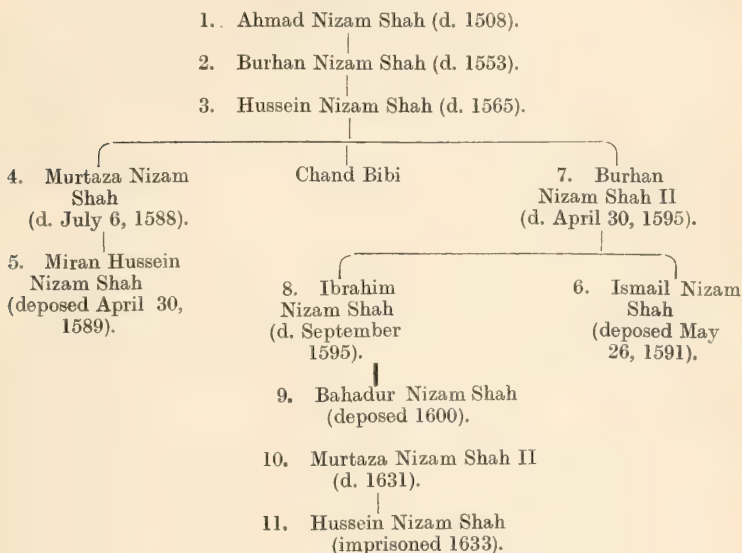 1. Ahmad Nizam Shah (d. 1508).
2. Burhan Nizam Shah (d. 1553).
3. Hussein Nizam Shah (d. 1565).
4. Murtaza Nizam
Shah
(d. July 6, 1588).
Chand Bibi
7. Burhan
Nizam Shah II
(d. April 30, 1595).
5. Miran Hussein
Nizam Shah
(deposed April 30,
1589).
8. Ibrahim
Nizam Shah
(d. September
1595).
6. Ismail Nizam
Shah
(deposed May
26, 1591).
9. Bahadur Nizam Shah
(deposed 1600).
10. Murtaza Nizam Shah II
(d. 1631).
11. Hussein Nizam Shah
(imprisoned 1633).